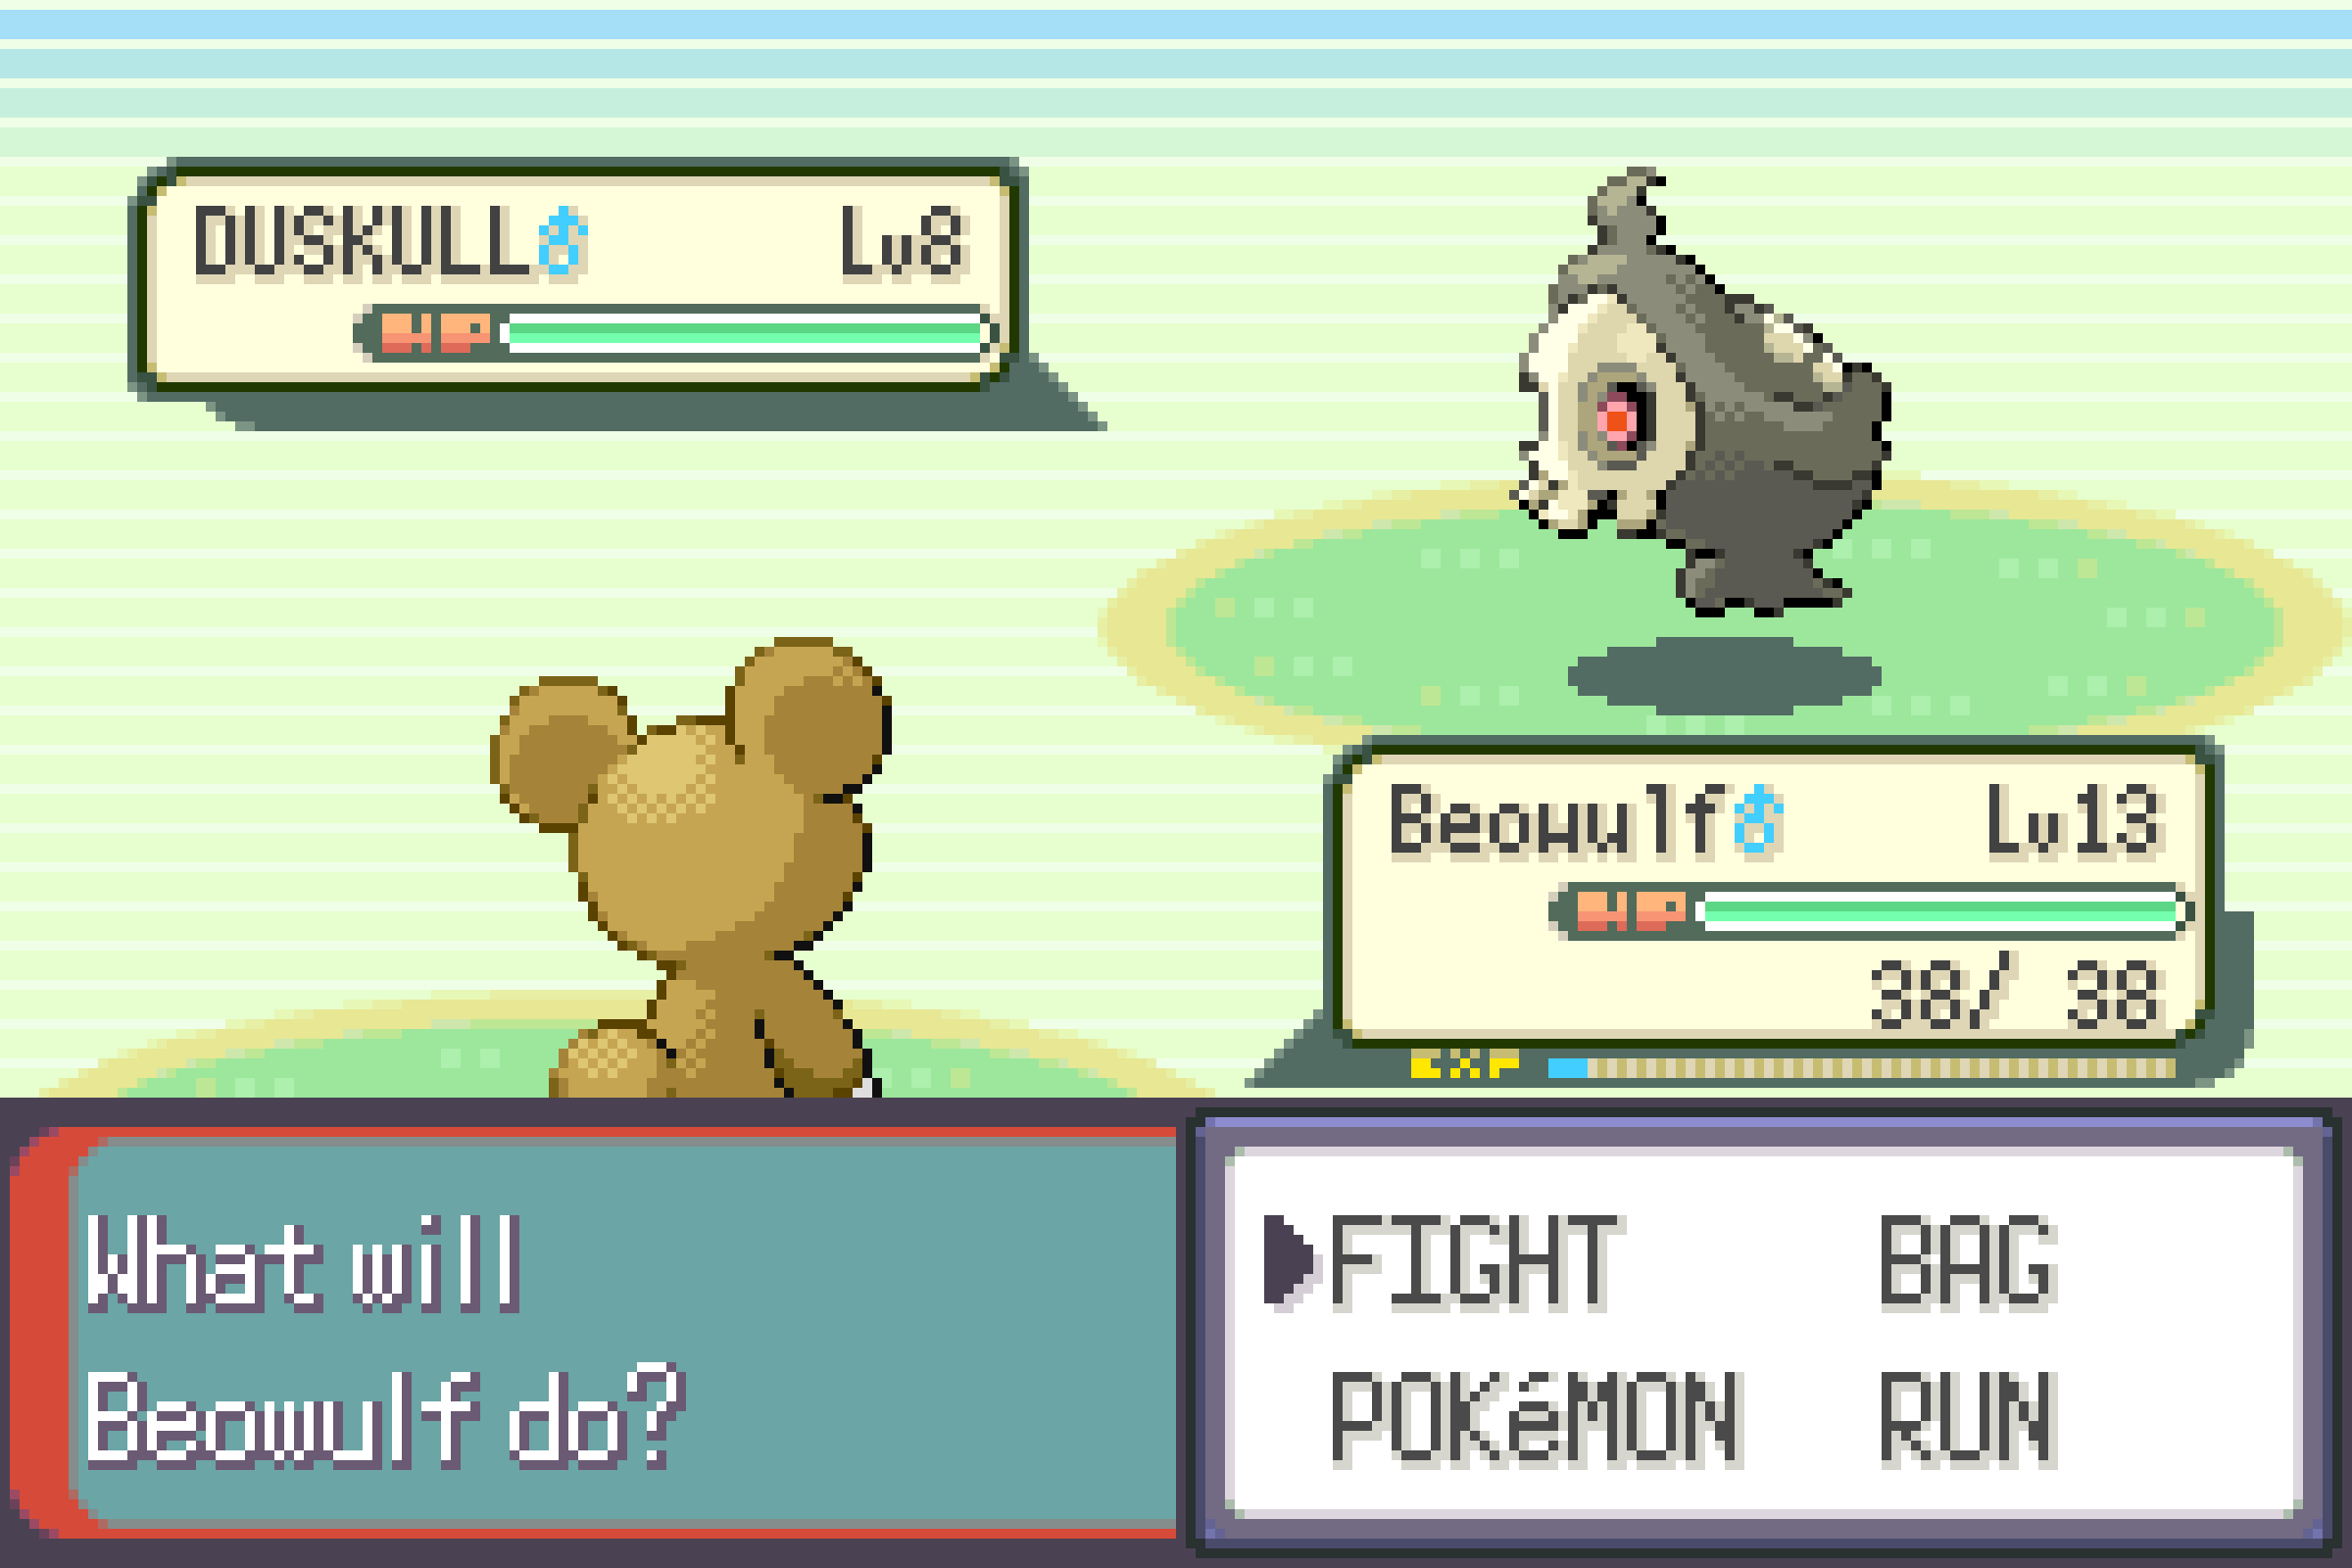 DUSKULL♂ Lv8
HP
Beowulf♂ Lv13
HP
38/ 38
EXP
What will
Beowulf do?
FIGHT BAG
POKéMON RUN